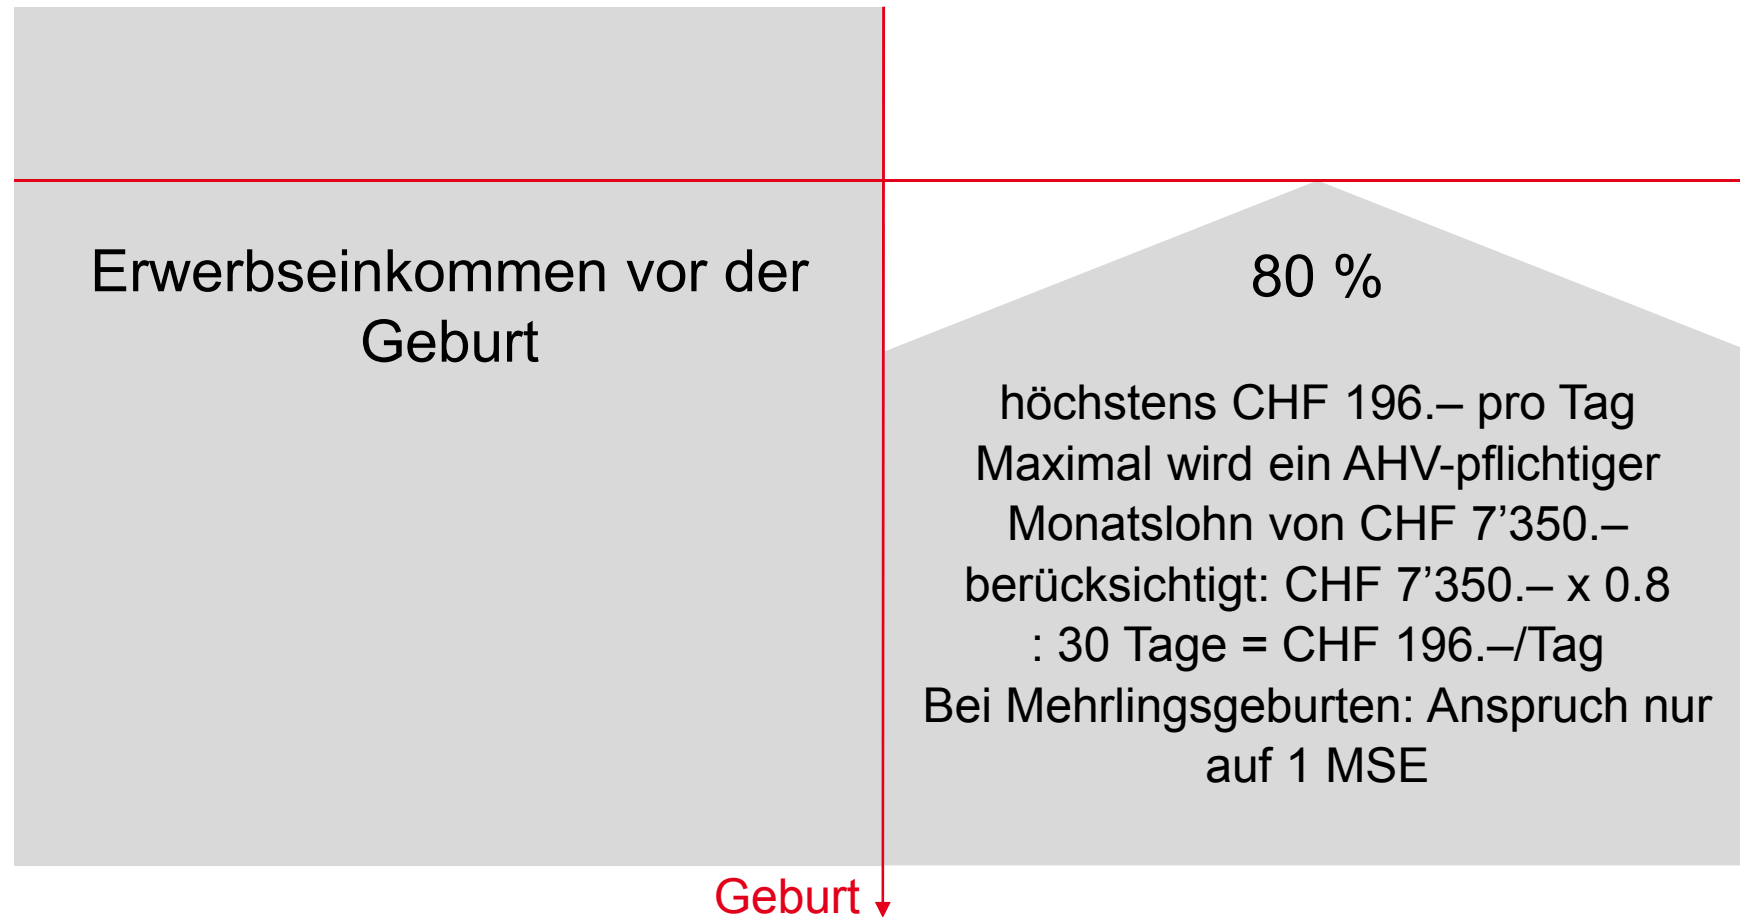 Erwerbseinkommen vor der
Geburt
80 %
höchstens CHF 196.– pro Tag
Maximal wird ein AHV-pflichtiger
Monatslohn von CHF 7’350.–
berücksichtigt: CHF 7’350.– x 0.8
: 30 Tage = CHF 196.–/Tag
Bei Mehrlingsgeburten: Anspruch nur
auf 1 MSE
Geburt